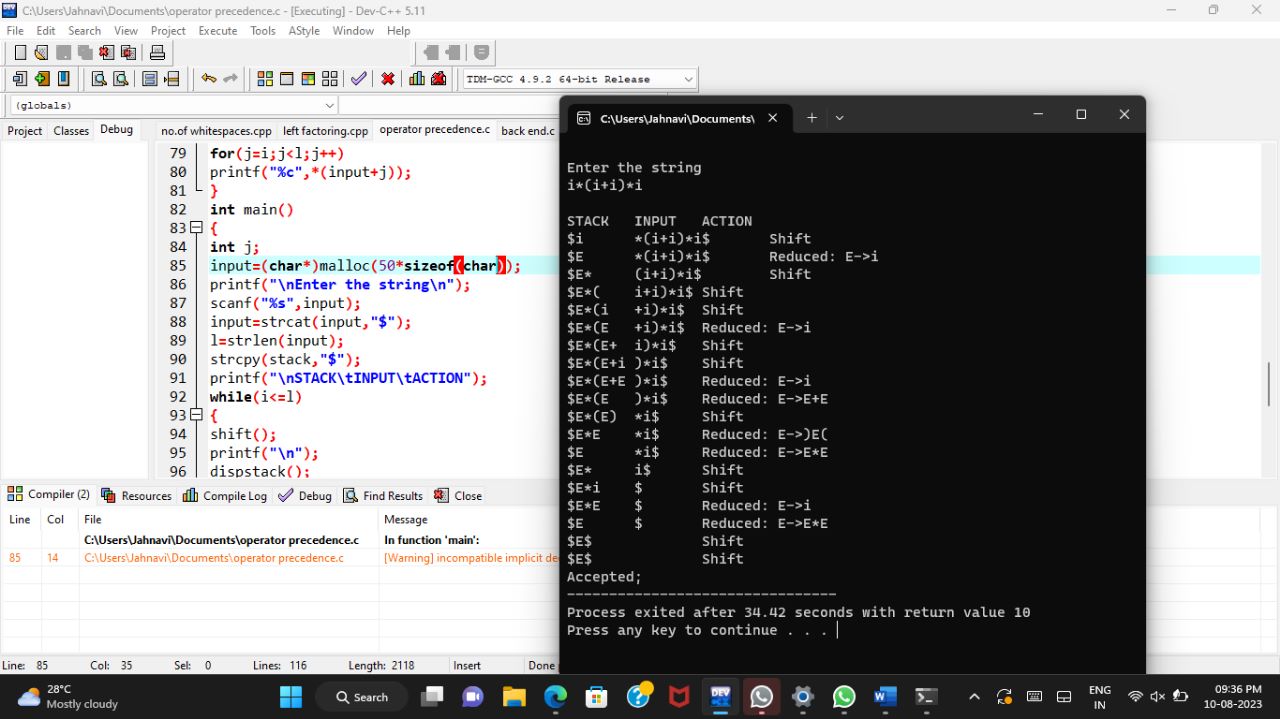 C:\Users\Jahnavi\Documents\operator precedence.c - [Executing] - Dev-C++ 5.11
File Edit Search View Project Execute Tools AStyle Window Help
TDM-GCC 4.9.2 64-bit Release
(globals)
Project Classes Debug
no.of whitespaces.cpp left factoring.cpp operator precedence.c back end.c
79 for(j=i;j<l;j++)
80 printf("%c",*(input+j));
81 }
82 int main()
83 {
84 int j;
85 input=(char*)malloc(50*sizeof(char));
86 printf("\nEnter the string\n");
87 scanf("%s",input);
88 input=strcat(input,"$");
89 l=strlen(input);
90 strcpy(stack,"$");
91 printf("\nSTACK\tINPUT\tACTION");
92 while(i<=l)
93 {
94 shift();
95 printf("\n");
96 dispstack();
C:\Users\Jahnavi\Documents\
Enter the string
i*(i+i)*i
STACK INPUT ACTION
$i *(i+i)*i$ Shift
$E *(i+i)*i$ Reduced: E->i
$E* (i+i)*i$ Shift
$E*( i+i)*i$ Shift
$E*(i +i)*i$ Shift
$E*(E +i)*i$ Reduced: E->i
$E*(E+ i)*i$ Shift
$E*(E+i )*i$ Shift
$E*(E+E )*i$ Reduced: E->i
$E*(E )*i$ Reduced: E->E+E
$E*(E) *i$ Shift
$E*E *i$ Reduced: E->)E(
$E *i$ Reduced: E->E*E
$E* i$ Shift
$E*i $ Shift
$E*E $ Reduced: E->i
$E $ Reduced: E->E*E
$E$ Shift
$E$ Shift
Accepted;
--------------------------------
Process exited after 34.42 seconds with return value 10
Press any key to continue . . .
Compiler (2) Resources Compile Log Debug Find Results Close
Line Col File Message
C:\Users\Jahnavi\Documents\operator precedence.c In function 'main':
85 14 C:\Users\Jahnavi\Documents\operator precedence.c [Warning] incompatible implicit
Line: 85 Col: 35 Sel: 0 Lines: 116 Length: 2118 Insert Done
28°C
Mostly cloudy
Search
DEV
ENG
IN
09:36 PM
10-08-2023